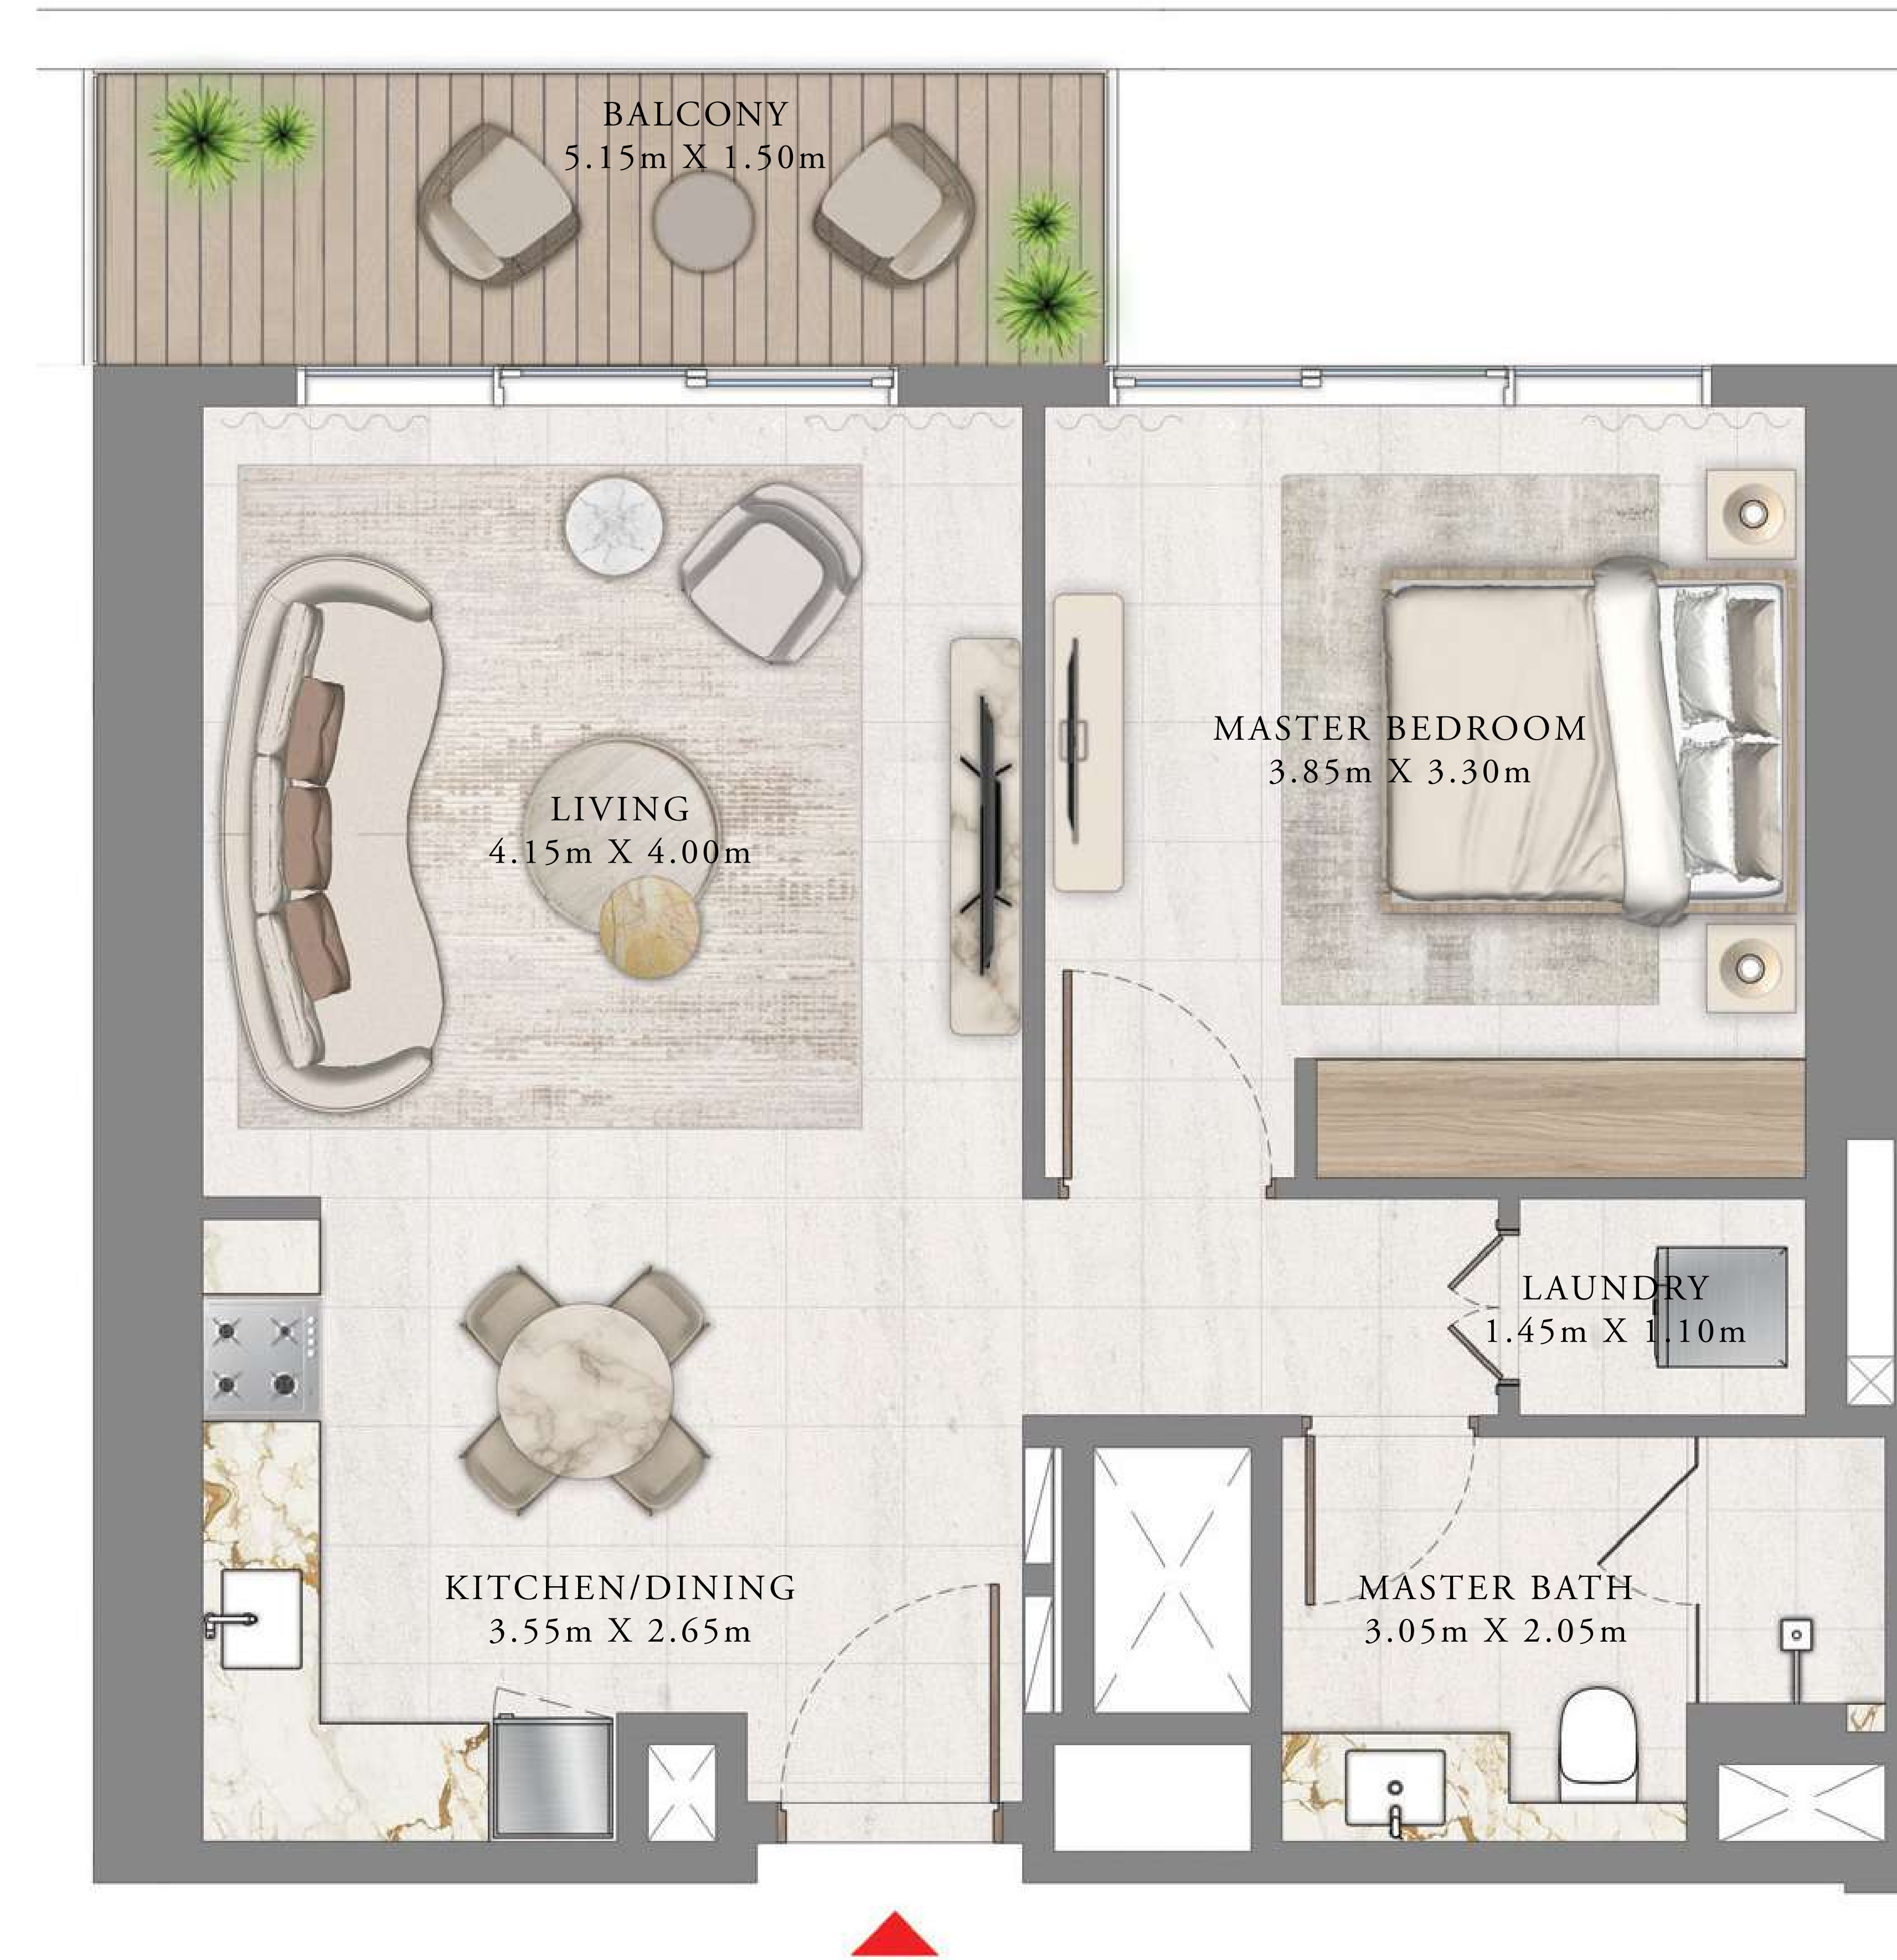 BALCONY
5.15m X 1.50m
MASTER BEDROOM
3.85m X 3.30m
LIVING
4.15m X 4.00m
LAUNDRY
1.45m X 1.10m
KITCHEN/DINING
3.55m X 2.65m
MASTER BATH
3.05m X 2.05m